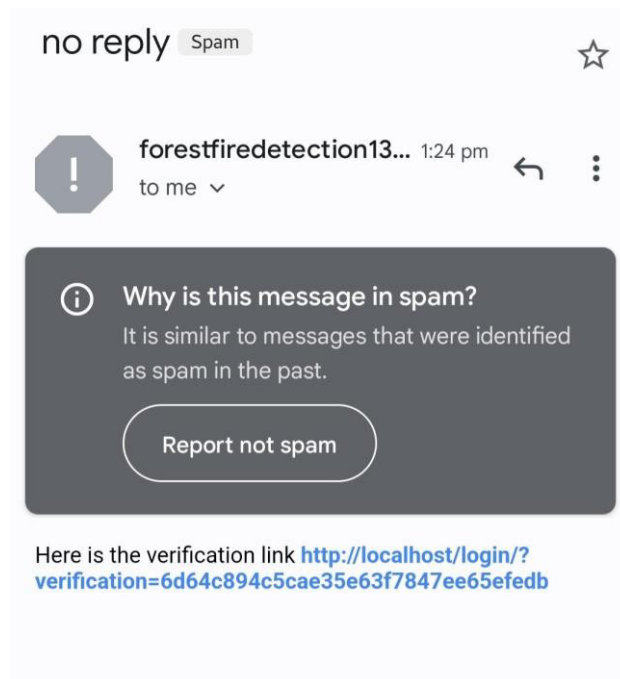 no reply Spam
forestfiredetection13... 1:24 pm
to me
Why is this message in spam?
It is similar to messages that were identified
as spam in the past.
Report not spam
Here is the verification link http://localhost/login/?
verification=6d64c894c5cae35e63f7847ee65efedb